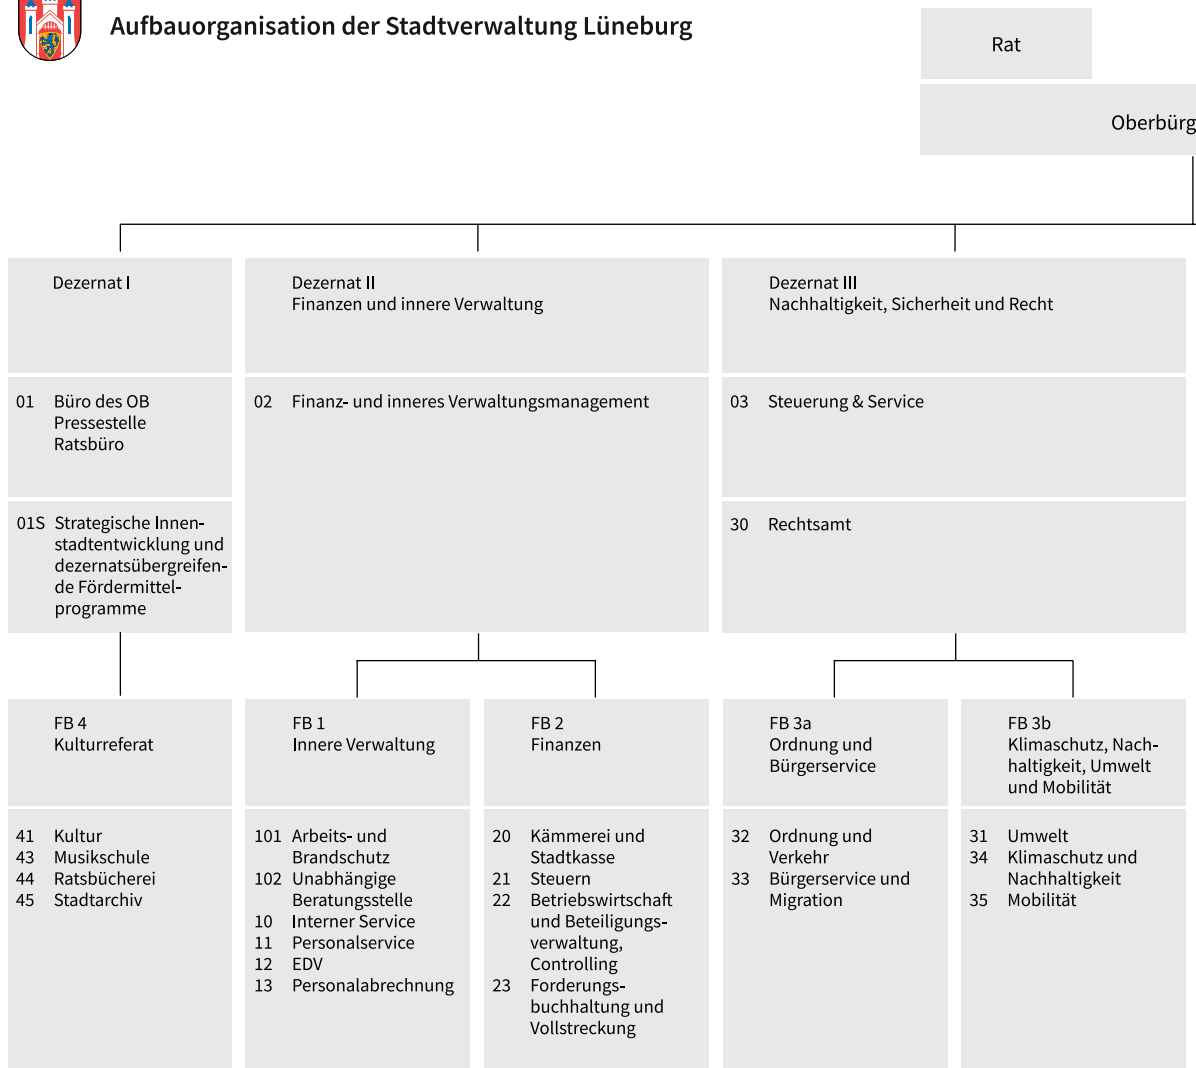 Aufbauorganisation der Stadtverwaltung Lüneburg
Rat
Oberbürg
Dezernat I
Dezernat II
Finanzen und innere Verwaltung
Dezernat III
Nachhaltigkeit, Sicherheit und Recht
01 Büro des OB
Pressestelle
Ratsbüro
02 Finanz- und inneres Verwaltungsmanagement
03 Steuerung & Service
01S Strategische Innen-
stadtentwicklung und
dezernatsübergreifen-
de Fördermittel-
programme
30 Rechtsamt
FB 4
Kulturreferat
FB 1
Innere Verwaltung
FB 2
Finanzen
FB 3a
Ordnung und
Bürgerservice
FB 3b
Klimaschutz, Nach-
haltigkeit, Umwelt
und Mobilität
41 Kultur
43 Musikschule
44 Ratsbücherei
45 Stadtarchiv
101 Arbeits- und
Brandschutz
102 Unabhängige
Beratungsstelle
10 Interner Service
11 Personalservice
12 EDV
13 Personalabrechnung
20 Kämmerei und
Stadtkasse
21 Steuern
22 Betriebswirtschaft
und Beteiligungs-
verwaltung,
Controlling
23 Forderungs-
buchhaltung und
Vollstreckung
32 Ordnung und
Verkehr
33 Bürgerservice und
Migration
31 Umwelt
34 Klimaschutz und
Nachhaltigkeit
35 Mobilität